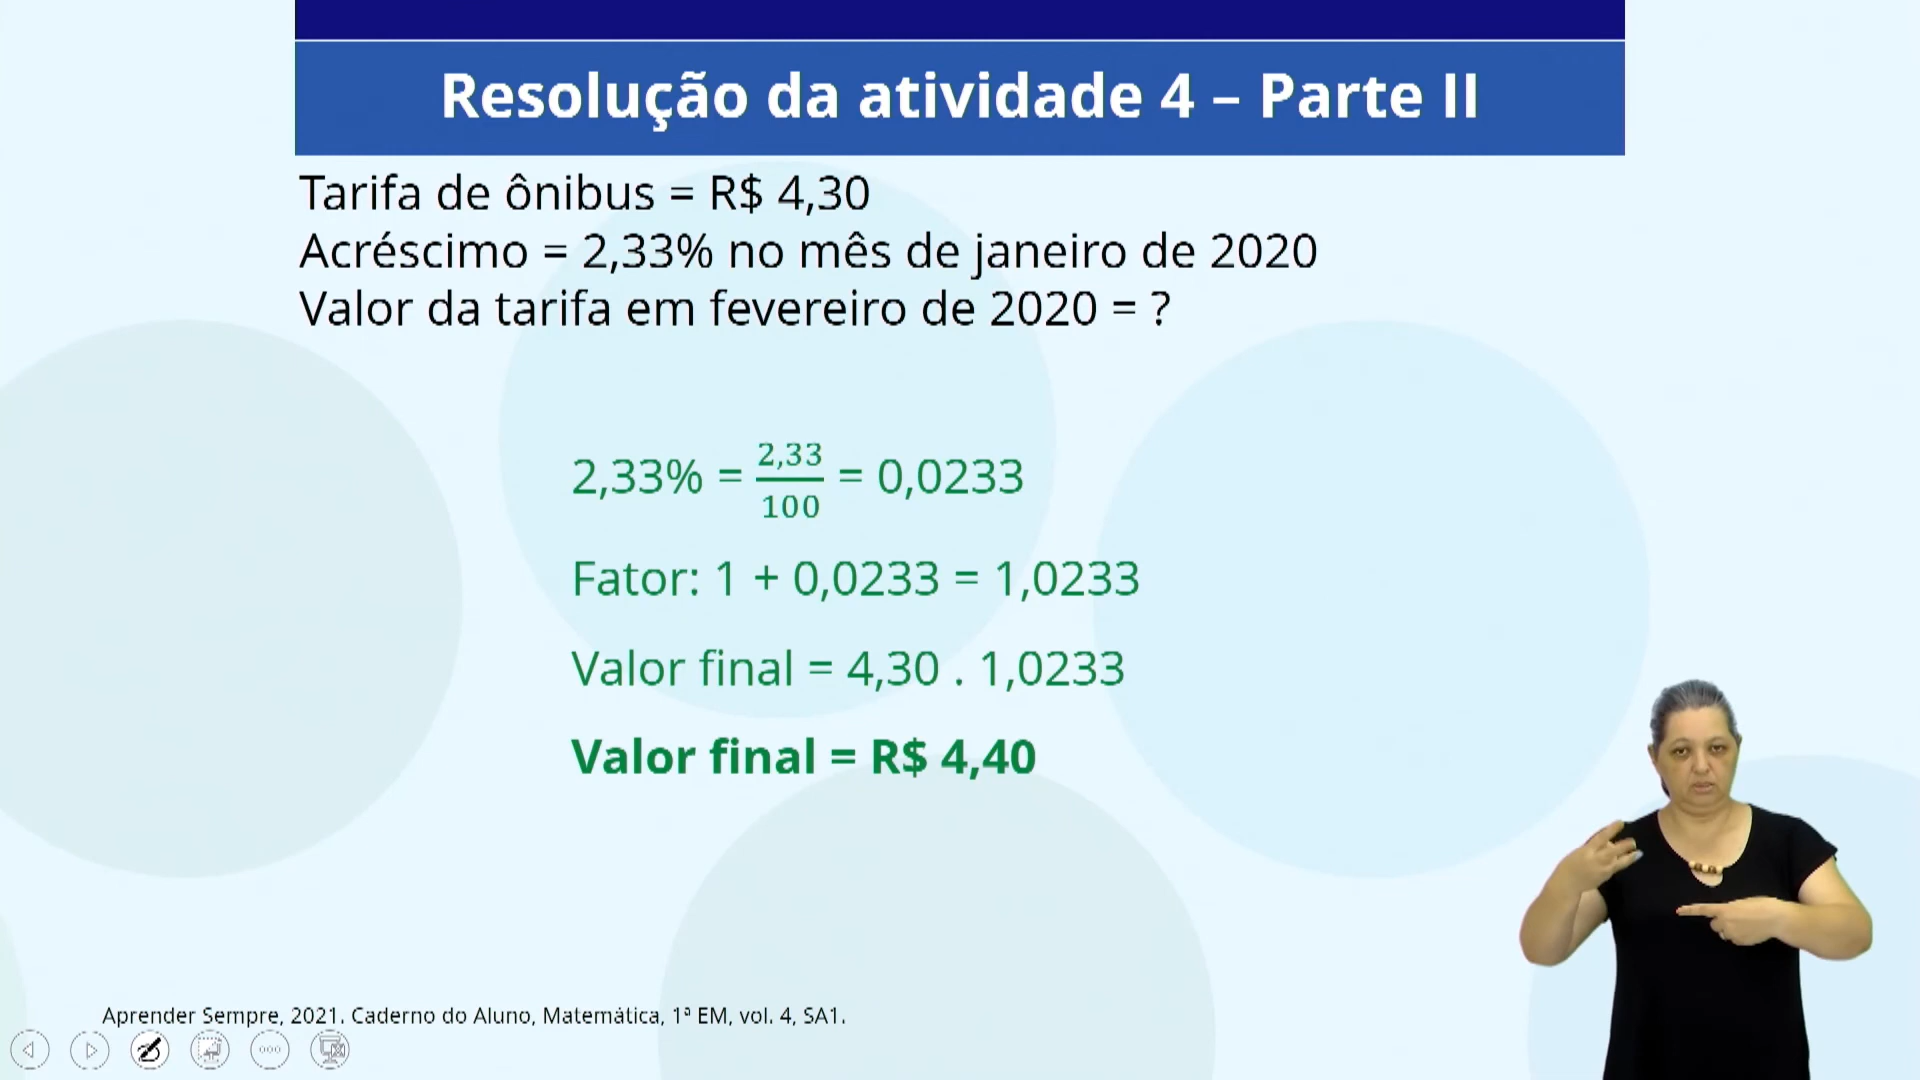 Resolução da atividade 4 – Parte II
Tarifa de ônibus = R$ 4,30
Acréscimo = 2,33% no mês de janeiro de 2020
Valor da tarifa em fevereiro de 2020 = ?
2,33% = 2,33/100 = 0,0233
Fator: 1 + 0,0233 = 1,0233
Valor final = 4,30 . 1,0233
Valor final = R$ 4,40
Aprender Sempre, 2021. Caderno do Aluno, Matemática, 1ª EM, vol. 4, SA1.